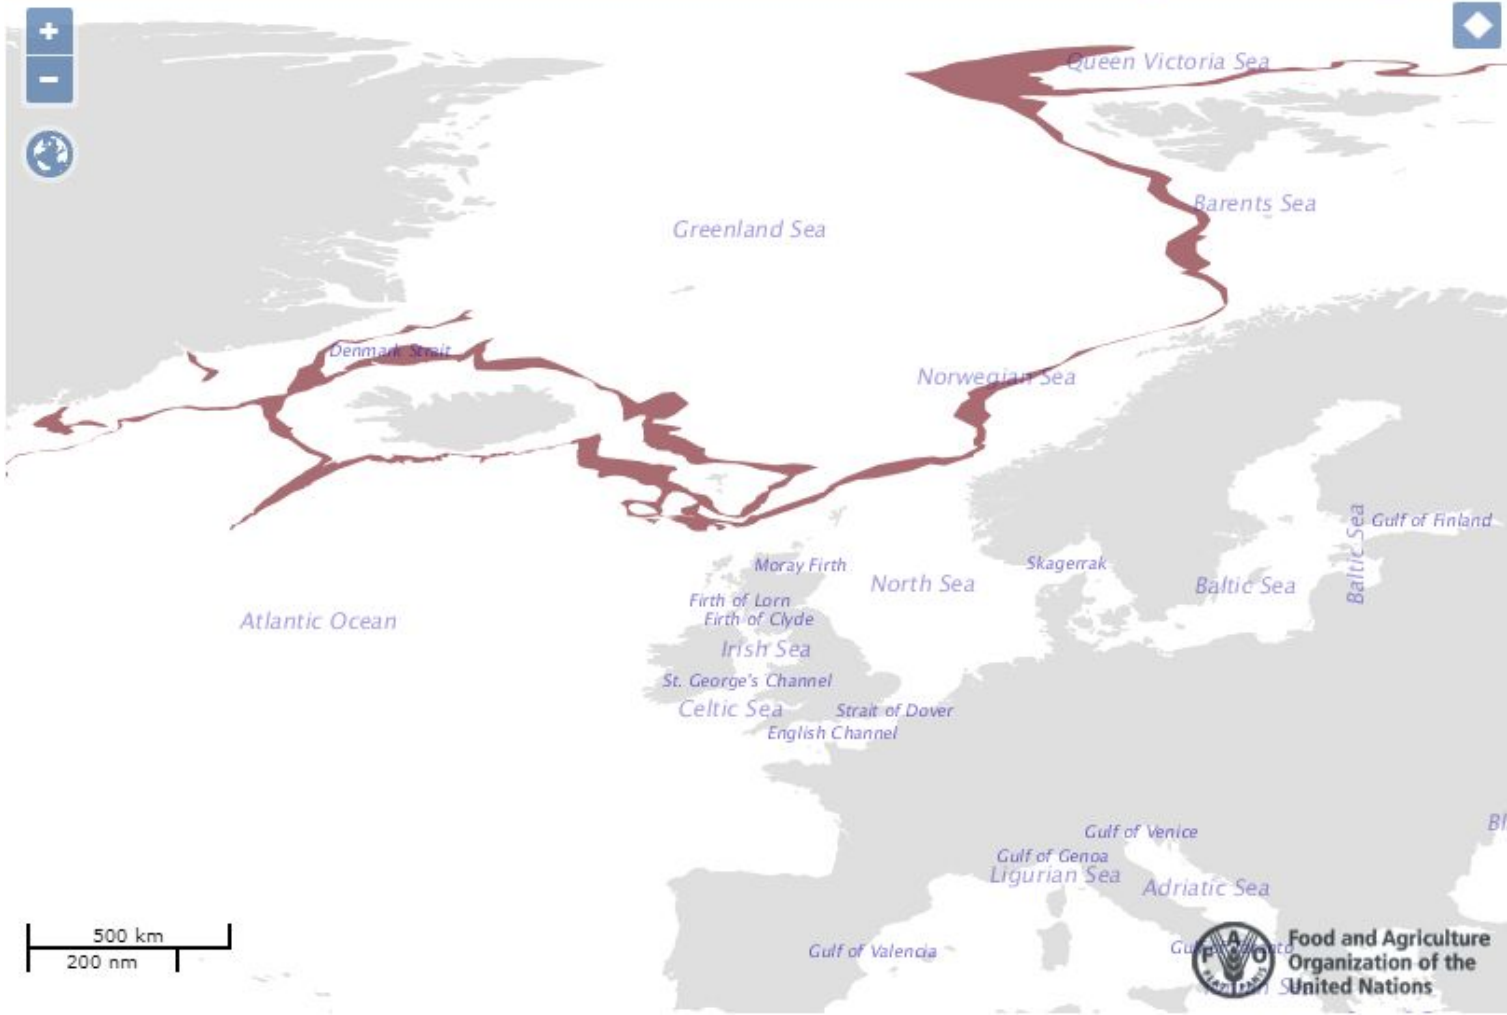 +
−
Queen Victoria Sea
Barents Sea
Greenland Sea
Denmark Strait
Norwegian Sea
Gulf of Finland
Baltic Sea
Moray Firth
Skagerrak
North Sea
Baltic Sea
Firth of Lorn
Firth of Clyde
Atlantic Ocean
Irish Sea
St. George's Channel
Celtic Sea
Strait of Dover
English Channel
Bl
Gulf of Venice
Gulf of Genoa
Ligurian Sea
Adriatic Sea
500 km
200 nm
Gulf of Valencia
F A O
FIAT PANIS
Food and Agriculture
Organization of the
United Nations